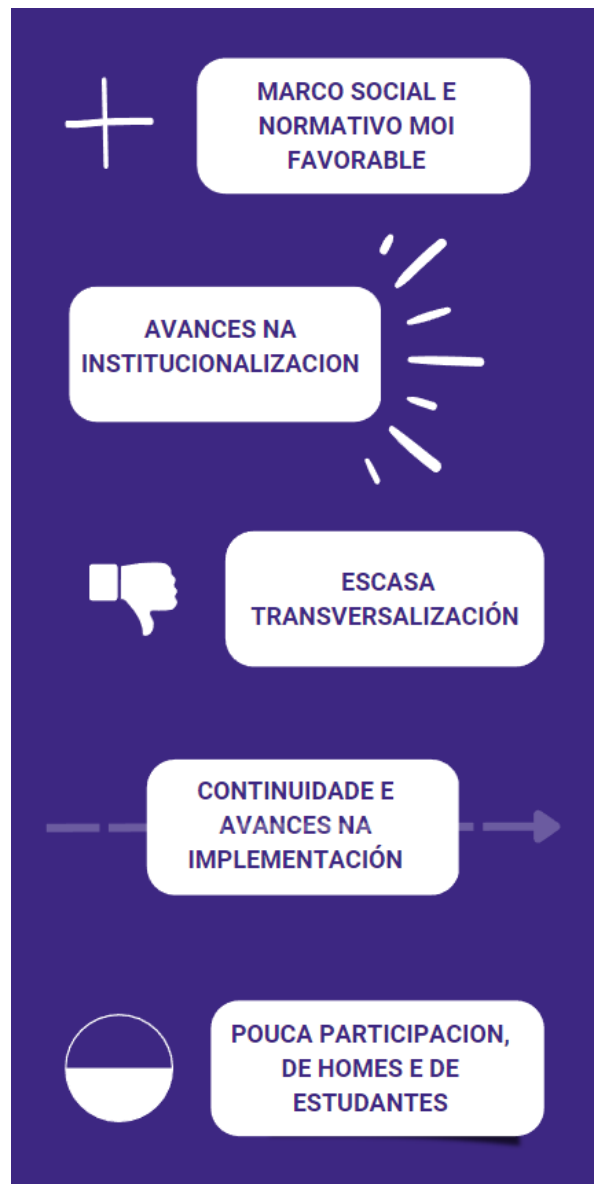 MARCO SOCIAL E
NORMATIVO MOI
FAVORABLE
AVANCES NA
INSTITUCIONALIZACION
ESCASA
TRANSVERSALIZACIÓN
CONTINUIDADE E
AVANCES NA
IMPLEMENTACIÓN
POUCA PARTICIPACION,
DE HOMES E DE
ESTUDANTES